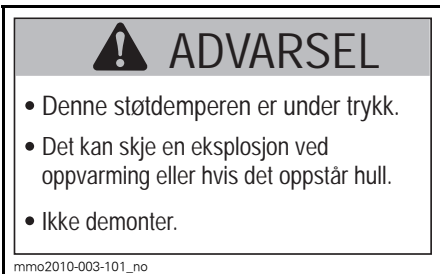 ADVARSEL
• Denne støtdemperen er under trykk.
• Det kan skje en eksplosjon ved
oppvarming eller hvis det oppstår hull.
• Ikke demonter.
mmo2010-003-101_no